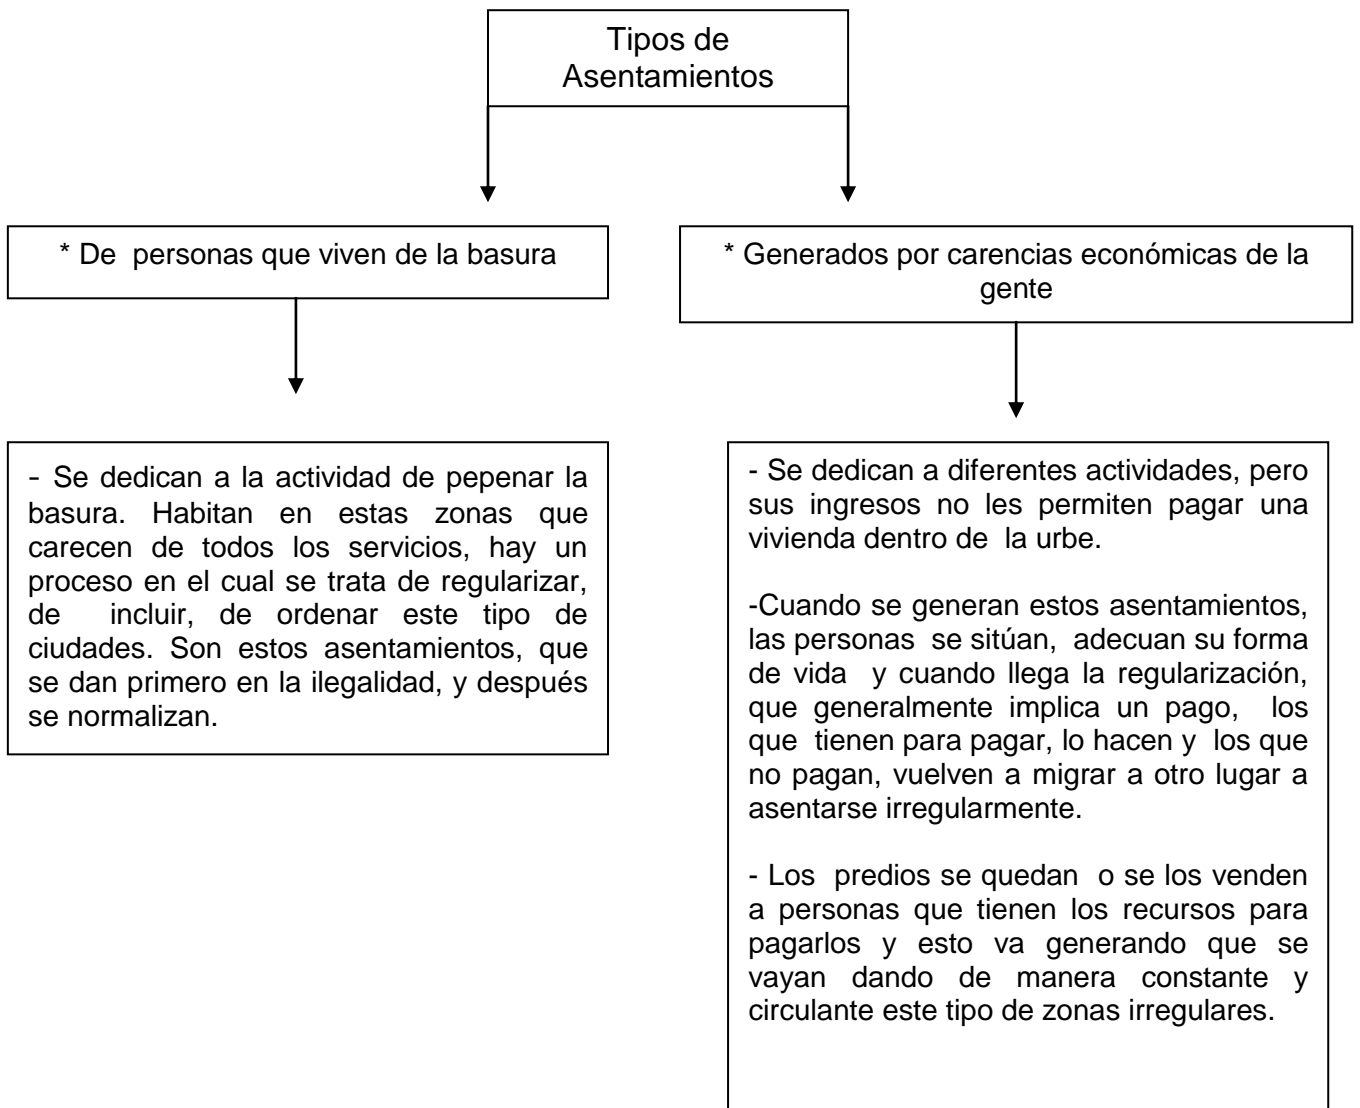 Tipos de
Asentamientos
* De personas que viven de la basura
* Generados por carencias económicas de la
gente
- Se dedican a la actividad de pepenar la
basura. Habitan en estas zonas que
carecen de todos los servicios, hay un
proceso en el cual se trata de regularizar,
de incluir, de ordenar este tipo de
ciudades. Son estos asentamientos, que
se dan primero en la ilegalidad, y después
se normalizan.
- Se dedican a diferentes actividades, pero
sus ingresos no les permiten pagar una
vivienda dentro de la urbe.
-Cuando se generan estos asentamientos,
las personas se sitúan, adecuan su forma
de vida y cuando llega la regularización,
que generalmente implica un pago, los
que tienen para pagar, lo hacen y los que
no pagan, vuelven a migrar a otro lugar a
asentarse irregularmente.
- Los predios se quedan o se los venden
a personas que tienen los recursos para
pagarlos y esto va generando que se
vayan dando de manera constante y
circulante este tipo de zonas irregulares.